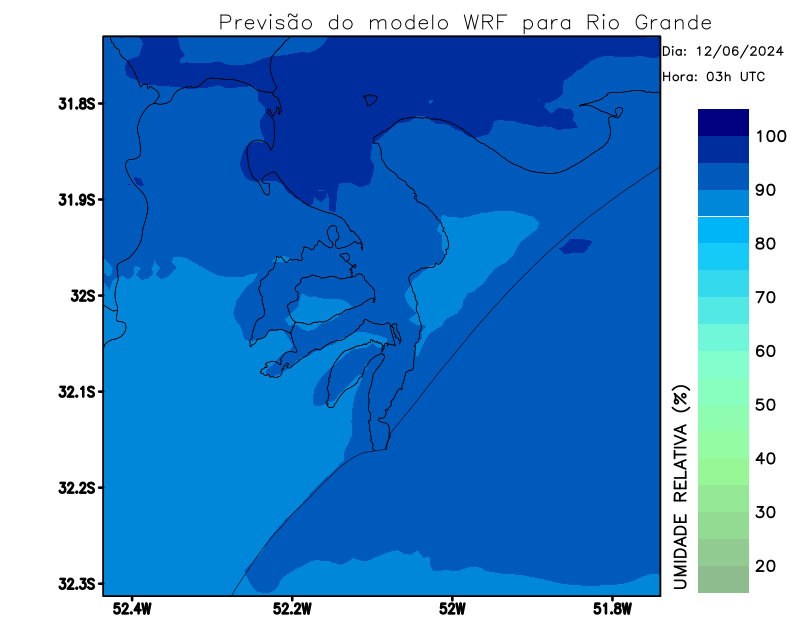 Previsão do modelo WRF para Rio Grande
Dia: 12/06/2024
Hora: 03h UTC
31.8S
31.9S
32S
32.1S
32.2S
32.3S
52.4W
52.2W
52W
51.8W
100
90
80
70
60
50
40
30
20
UMIDADE RELATIVA (%)